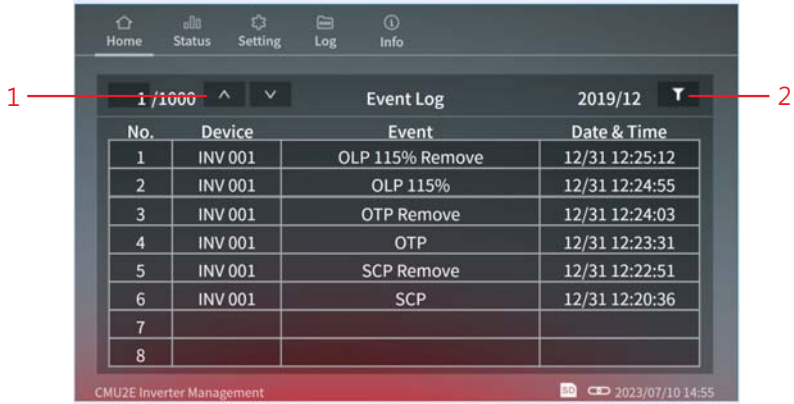 Home Status Setting Log Info
1 1 /1000 Event Log 2019/12 2
No. Device Event Date & Time
1 INV 001 OLP 115% Remove 12/31 12:25:12
2 INV 001 OLP 115% 12/31 12:24:55
3 INV 001 OTP Remove 12/31 12:24:03
4 INV 001 OTP 12/31 12:23:31
5 INV 001 SCP Remove 12/31 12:22:51
6 INV 001 SCP 12/31 12:20:36
7
8
CMU2E Inverter Management SD 2023/07/10 14:55